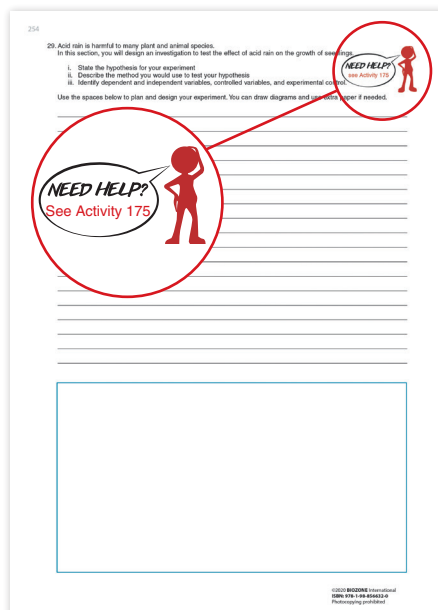 254
29. Acid rain is harmful to many plant and animal species.
In this section, you will design an investigation to test the effect of acid rain on the growth of seedlings.
i. State the hypothesis for your experiment
ii. Describe the method you would use to test your hypothesis
iii. Identify dependent and independent variables, controlled variables, and experimental control.
Use the spaces below to plan and design your experiment. You can draw diagrams and use extra paper if needed.
NEED HELP?
see Activity 175
NEED HELP?
See Activity 175
©2020 BIOZONE International
ISBN: 978-1-98-856632-0
Photocopying prohibited